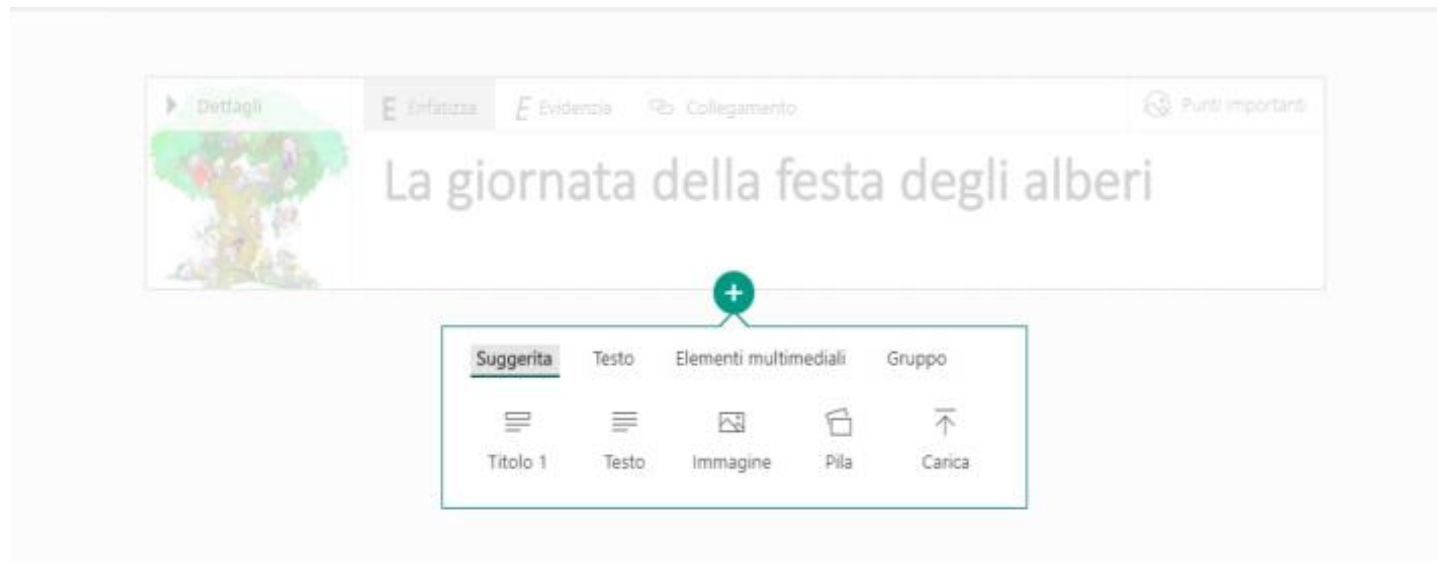 Dettagli
E Enfatizza E Evidenzia Collegamento Punti importanti
La giornata della festa degli alberi
Suggerita Testo Elementi multimediali Gruppo
Titolo 1 Testo Immagine Pila Carica